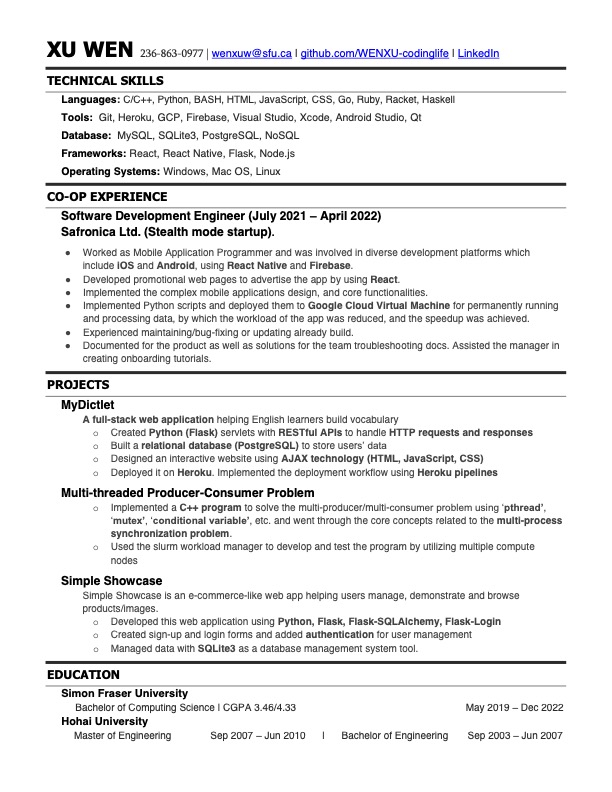 XU WEN 236-863-0977 | wenxuw@sfu.ca | github.com/WENXU-codinglife | LinkedIn
TECHNICAL SKILLS
Languages: C/C++, Python, BASH, HTML, JavaScript, CSS, Go, Ruby, Racket, Haskell
Tools: Git, Heroku, GCP, Firebase, Visual Studio, Xcode, Android Studio, Qt
Database: MySQL, SQLite3, PostgreSQL, NoSQL
Frameworks: React, React Native, Flask, Node.js
Operating Systems: Windows, Mac OS, Linux
CO-OP EXPERIENCE
Software Development Engineer (July 2021 – April 2022)
Safronica Ltd. (Stealth mode startup).
● Worked as Mobile Application Programmer and was involved in diverse development platforms which
include iOS and Android, using React Native and Firebase.
● Developed promotional web pages to advertise the app by using React.
● Implemented the complex mobile applications design, and core functionalities.
● Implemented Python scripts and deployed them to Google Cloud Virtual Machine for permanently running
and processing data, by which the workload of the app was reduced, and the speedup was achieved.
● Experienced maintaining/bug-fixing or updating already build.
● Documented for the product as well as solutions for the team troubleshooting docs. Assisted the manager in
creating onboarding tutorials.
PROJECTS
MyDictlet
A full-stack web application helping English learners build vocabulary
○ Created Python (Flask) servlets with RESTful APIs to handle HTTP requests and responses
○ Built a relational database (PostgreSQL) to store users' data
○ Designed an interactive website using AJAX technology (HTML, JavaScript, CSS)
○ Deployed it on Heroku. Implemented the deployment workflow using Heroku pipelines
Multi-threaded Producer-Consumer Problem
○ Implemented a C++ program to solve the multi-producer/multi-consumer problem using 'pthread',
'mutex', 'conditional variable', etc. and went through the core concepts related to the multi-process
synchronization problem.
○ Used the slurm workload manager to develop and test the program by utilizing multiple compute
nodes
Simple Showcase
Simple Showcase is an e-commerce-like web app helping users manage, demonstrate and browse
products/images.
○ Developed this web application using Python, Flask, Flask-SQLAlchemy, Flask-Login
○ Created sign-up and login forms and added authentication for user management
○ Managed data with SQLite3 as a database management system tool.
EDUCATION
Simon Fraser University
Bachelor of Computing Science | CGPA 3.46/4.33 May 2019 – Dec 2022
Hohai University
Master of Engineering Sep 2007 – Jun 2010 | Bachelor of Engineering Sep 2003 – Jun 2007